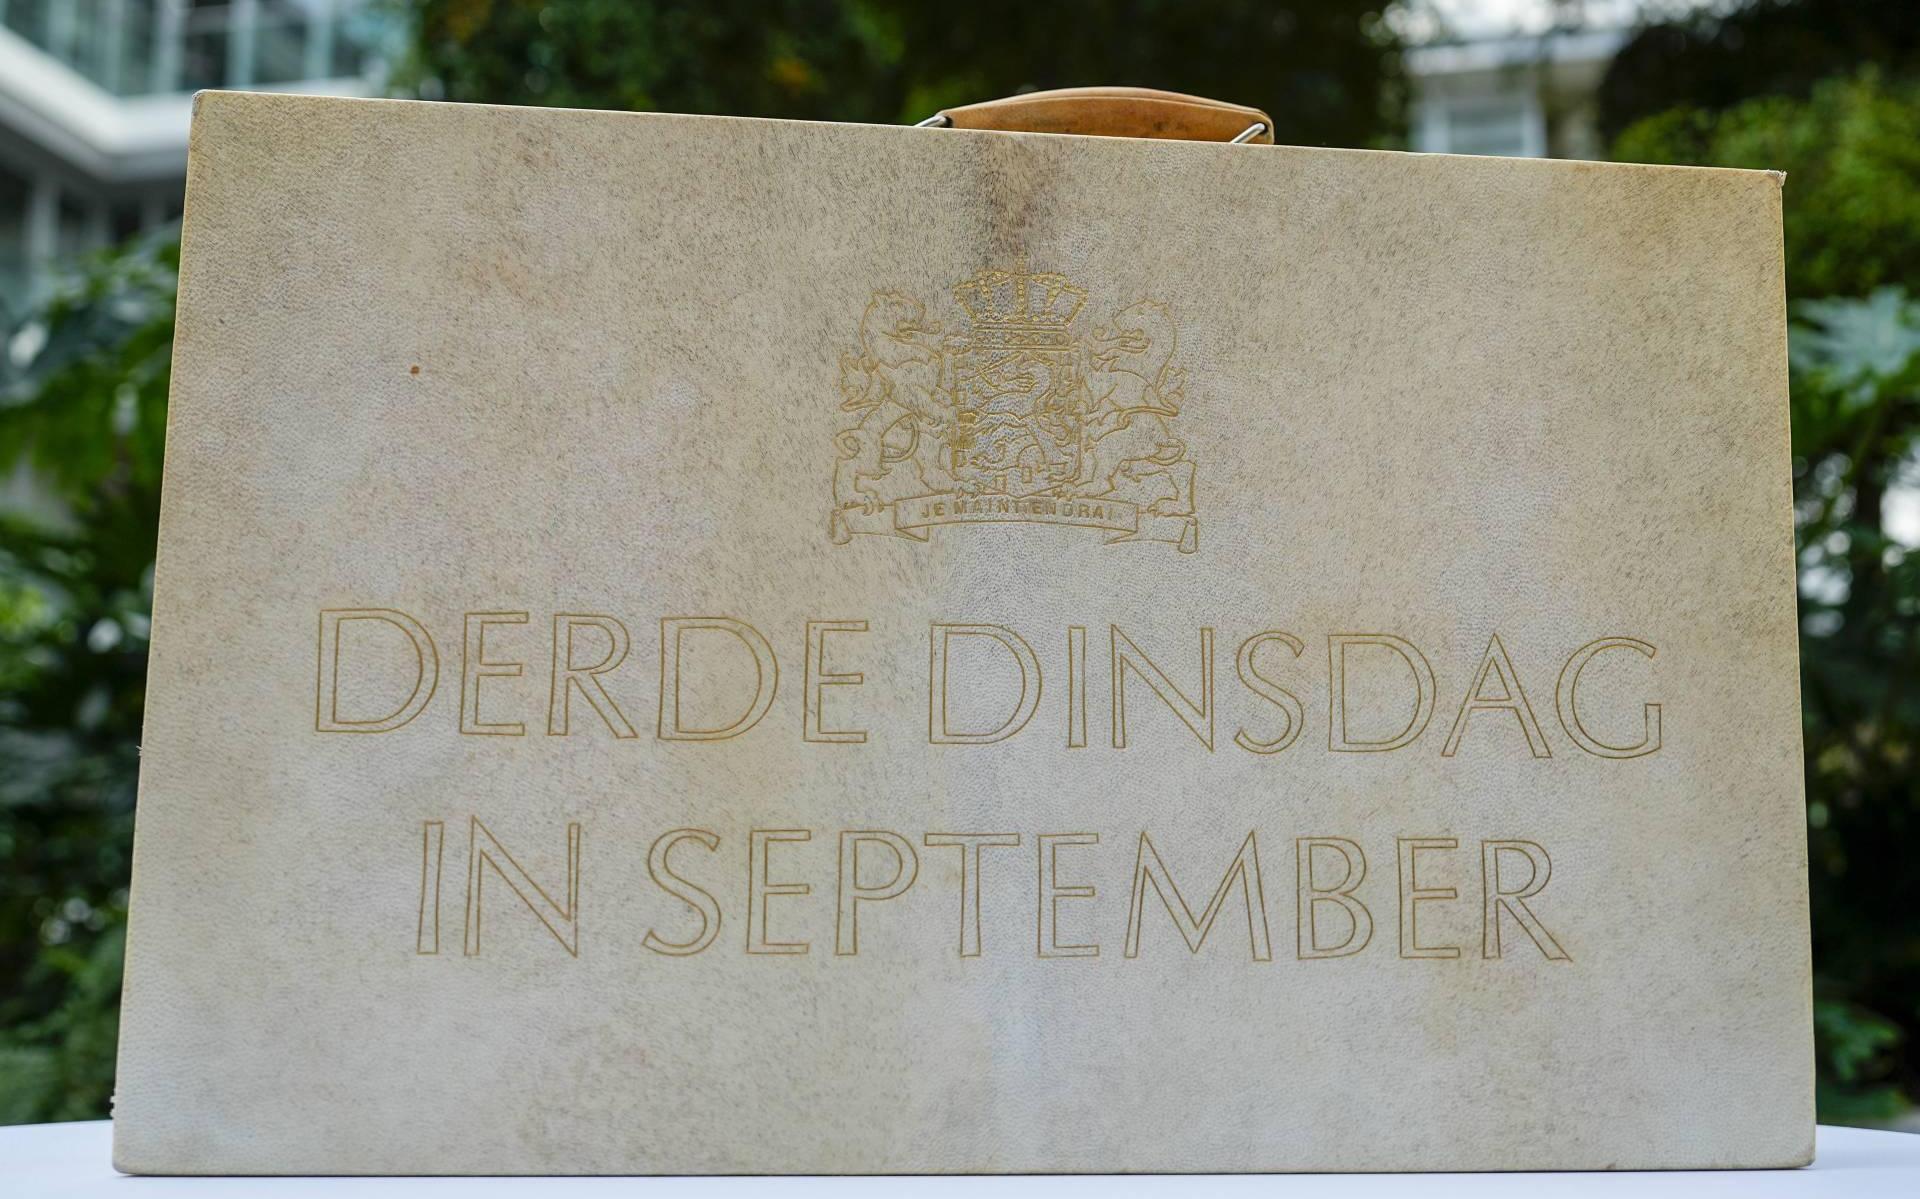 JE MAINTIENDRAI
DERDE DINSDAG
IN SEPTEMBER